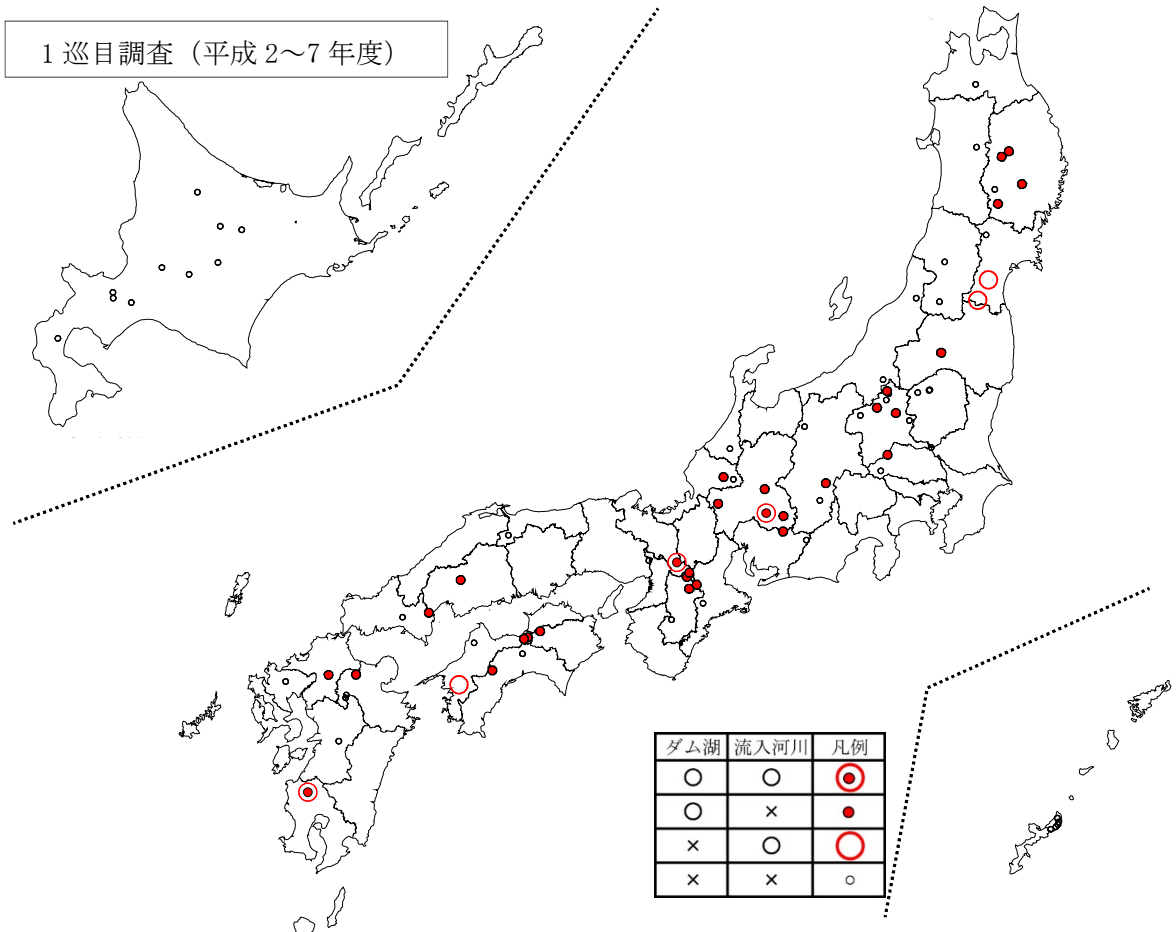 1 巡目調査（平成 2～7 年度）
ダム湖 流入河川 凡例
○ ○
○ ×
× ○
× ×